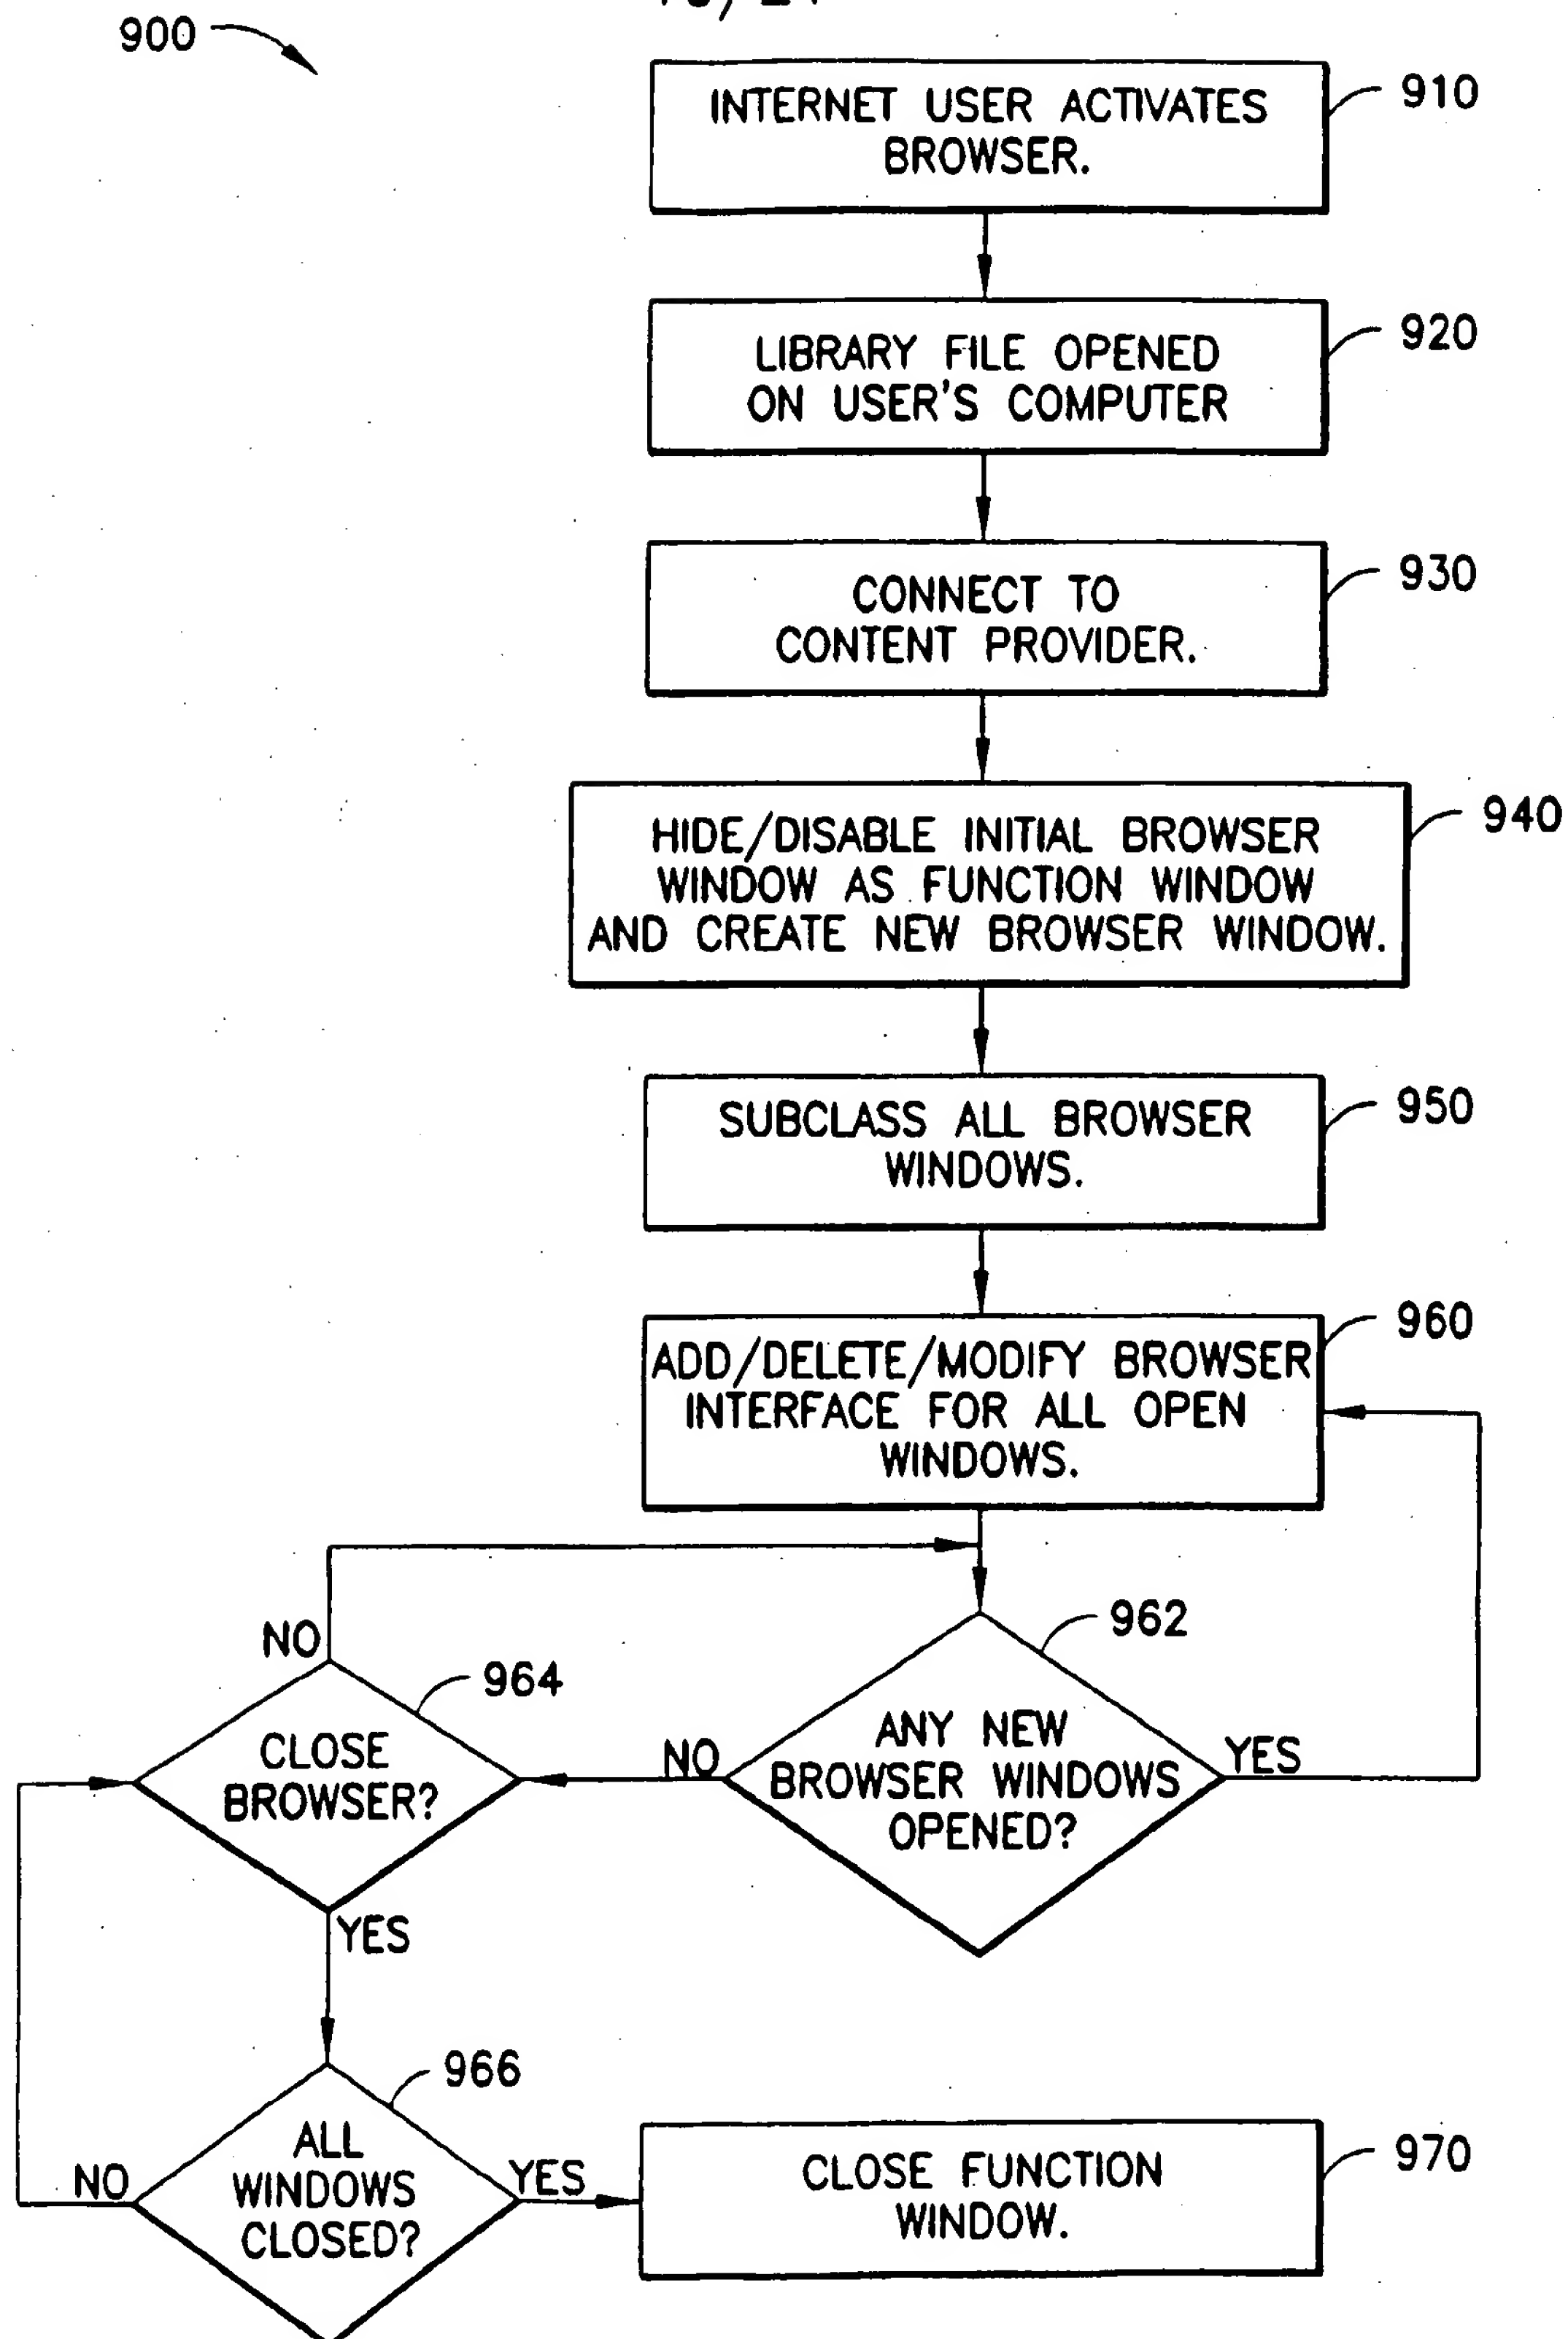 900
INTERNET USER ACTIVATES
BROWSER.
910
LIBRARY FILE OPENED
ON USER'S COMPUTER
920
CONNECT TO
CONTENT PROVIDER.
930
HIDE/DISABLE INITIAL BROWSER
WINDOW AS FUNCTION WINDOW
AND CREATE NEW BROWSER WINDOW.
940
SUBCLASS ALL BROWSER
WINDOWS.
950
ADD/DELETE/MODIFY BROWSER
INTERFACE FOR ALL OPEN
WINDOWS.
960
962
ANY NEW
BROWSER WINDOWS
OPENED?
YES
NO
NO
964
CLOSE
BROWSER?
YES
966
ALL
WINDOWS
CLOSED?
NO
YES
CLOSE FUNCTION
WINDOW.
970